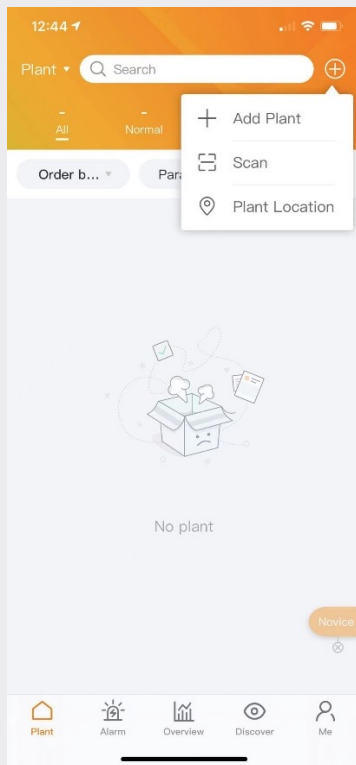 12:44
Plant
Search
-
-
All
Normal
Add Plant
Scan
Plant Location
Order b...
Para
No plant
Novice
Plant
Alarm
Overview
Discover
Me